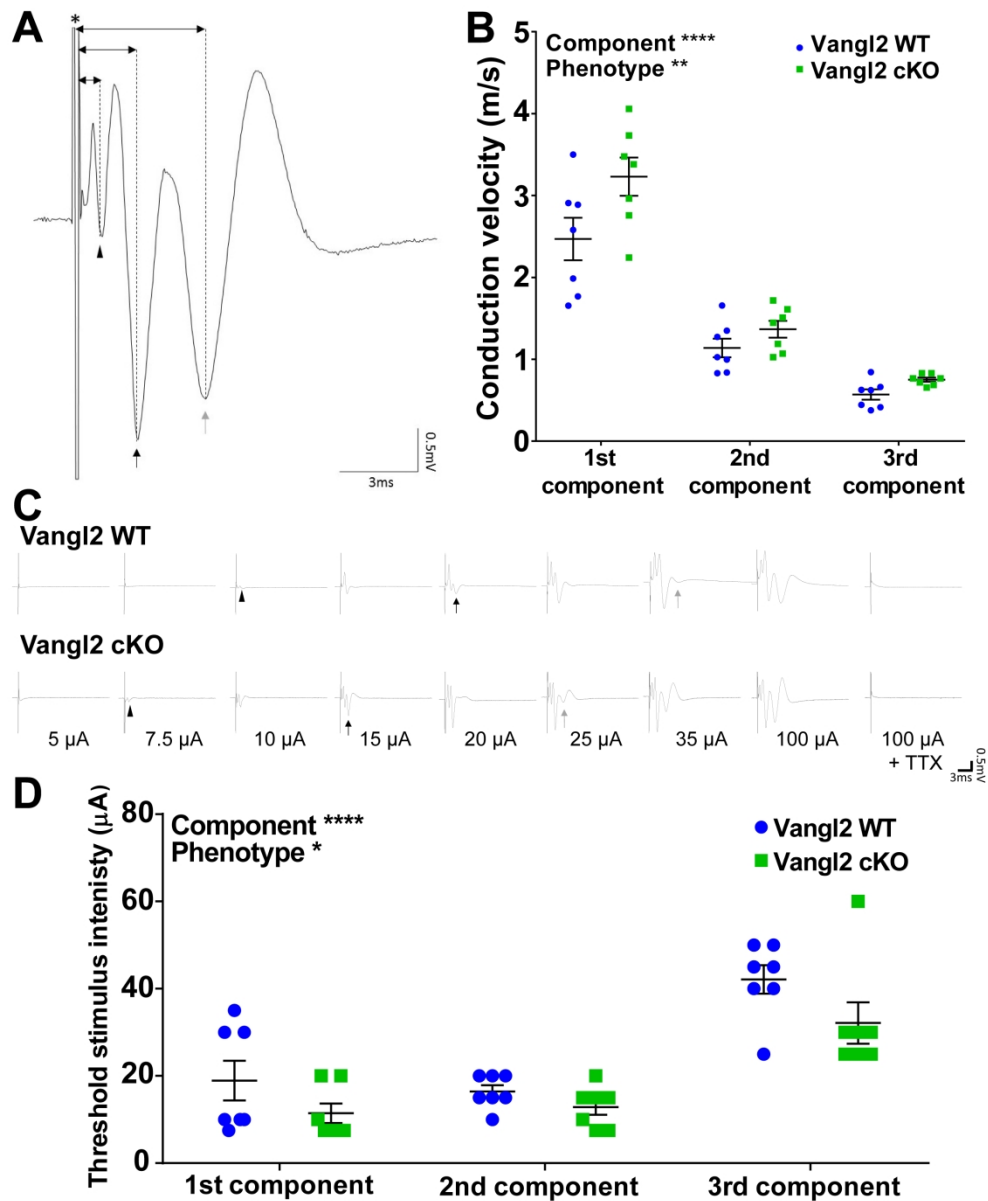 A
*
0.5mV
3ms
B
Component ****
Phenotype **
Vangl2 WT
Vangl2 cKO
Conduction velocity (m/s)
5
4
3
2
1
0
1st component
2nd component
3rd component
C
Vangl2 WT
Vangl2 cKO
5 µA
7.5 µA
10 µA
15 µA
20 µA
25 µA
35 µA
100 µA
100 µA + TTX
0.5mV
3ms
D
Component ****
Phenotype *
Vangl2 WT
Vangl2 cKO
Threshold stimulus intenisty (µA)
80
60
40
20
0
1st component
2nd component
3rd component